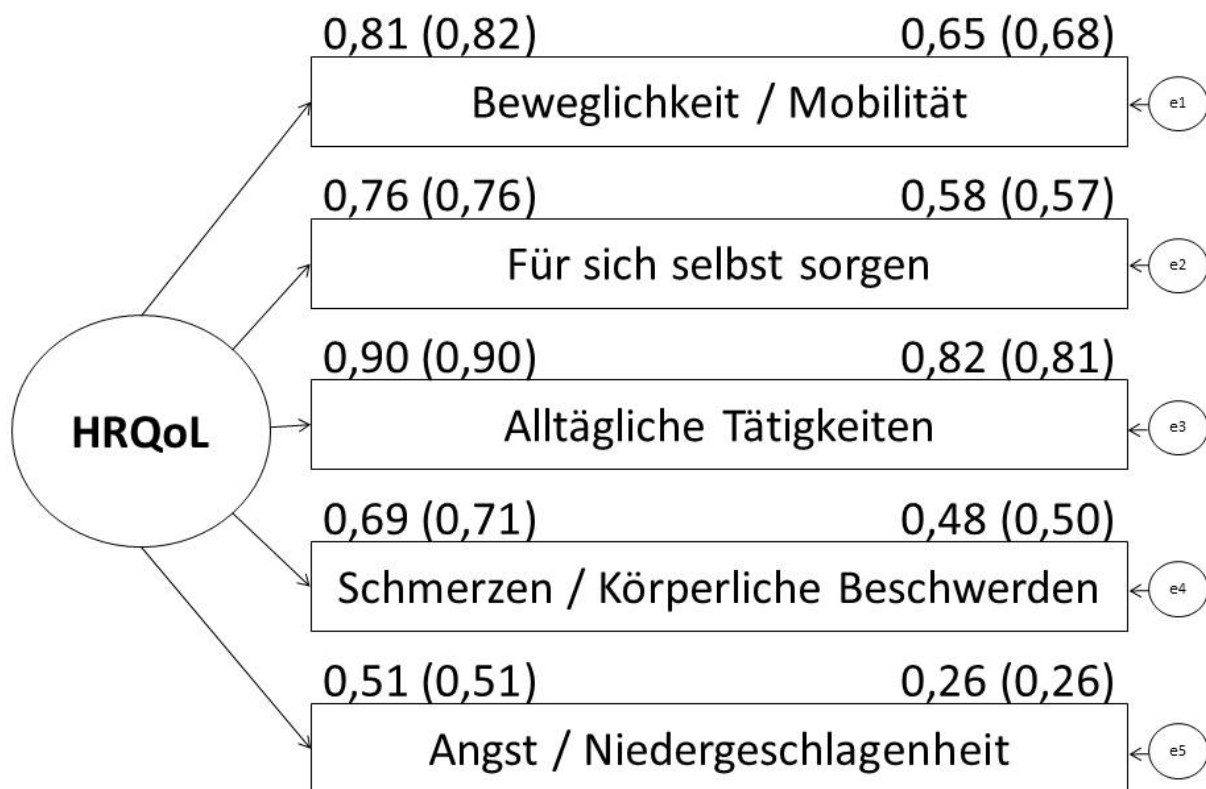 0,81 (0,82) 0,65 (0,68)
Beweglichkeit / Mobilität
e1
0,76 (0,76) 0,58 (0,57)
Für sich selbst sorgen
e2
0,90 (0,90) 0,82 (0,81)
HRQoL
Alltägliche Tätigkeiten
e3
0,69 (0,71) 0,48 (0,50)
Schmerzen / Körperliche Beschwerden
e4
0,51 (0,51) 0,26 (0,26)
Angst / Niedergeschlagenheit
e5